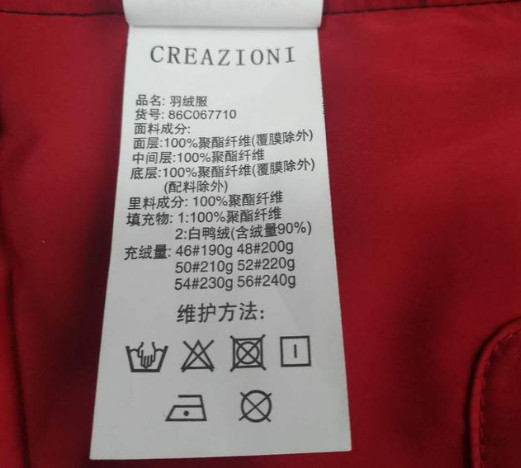 CREAZIONI
品名: 羽绒服
货号: 86C067710
面料成分:
面层:100%聚酯纤维(覆膜除外)
中间层:100%聚酯纤维
底层:100%聚酯纤维(覆膜除外)
(配料除外)
里料成分: 100%聚酯纤维
填充物: 1:100%聚酯纤维
2:白鸭绒(含绒量90%)
充绒量: 46#190g 48#200g
50#210g 52#220g
54#230g 56#240g
维护方法: